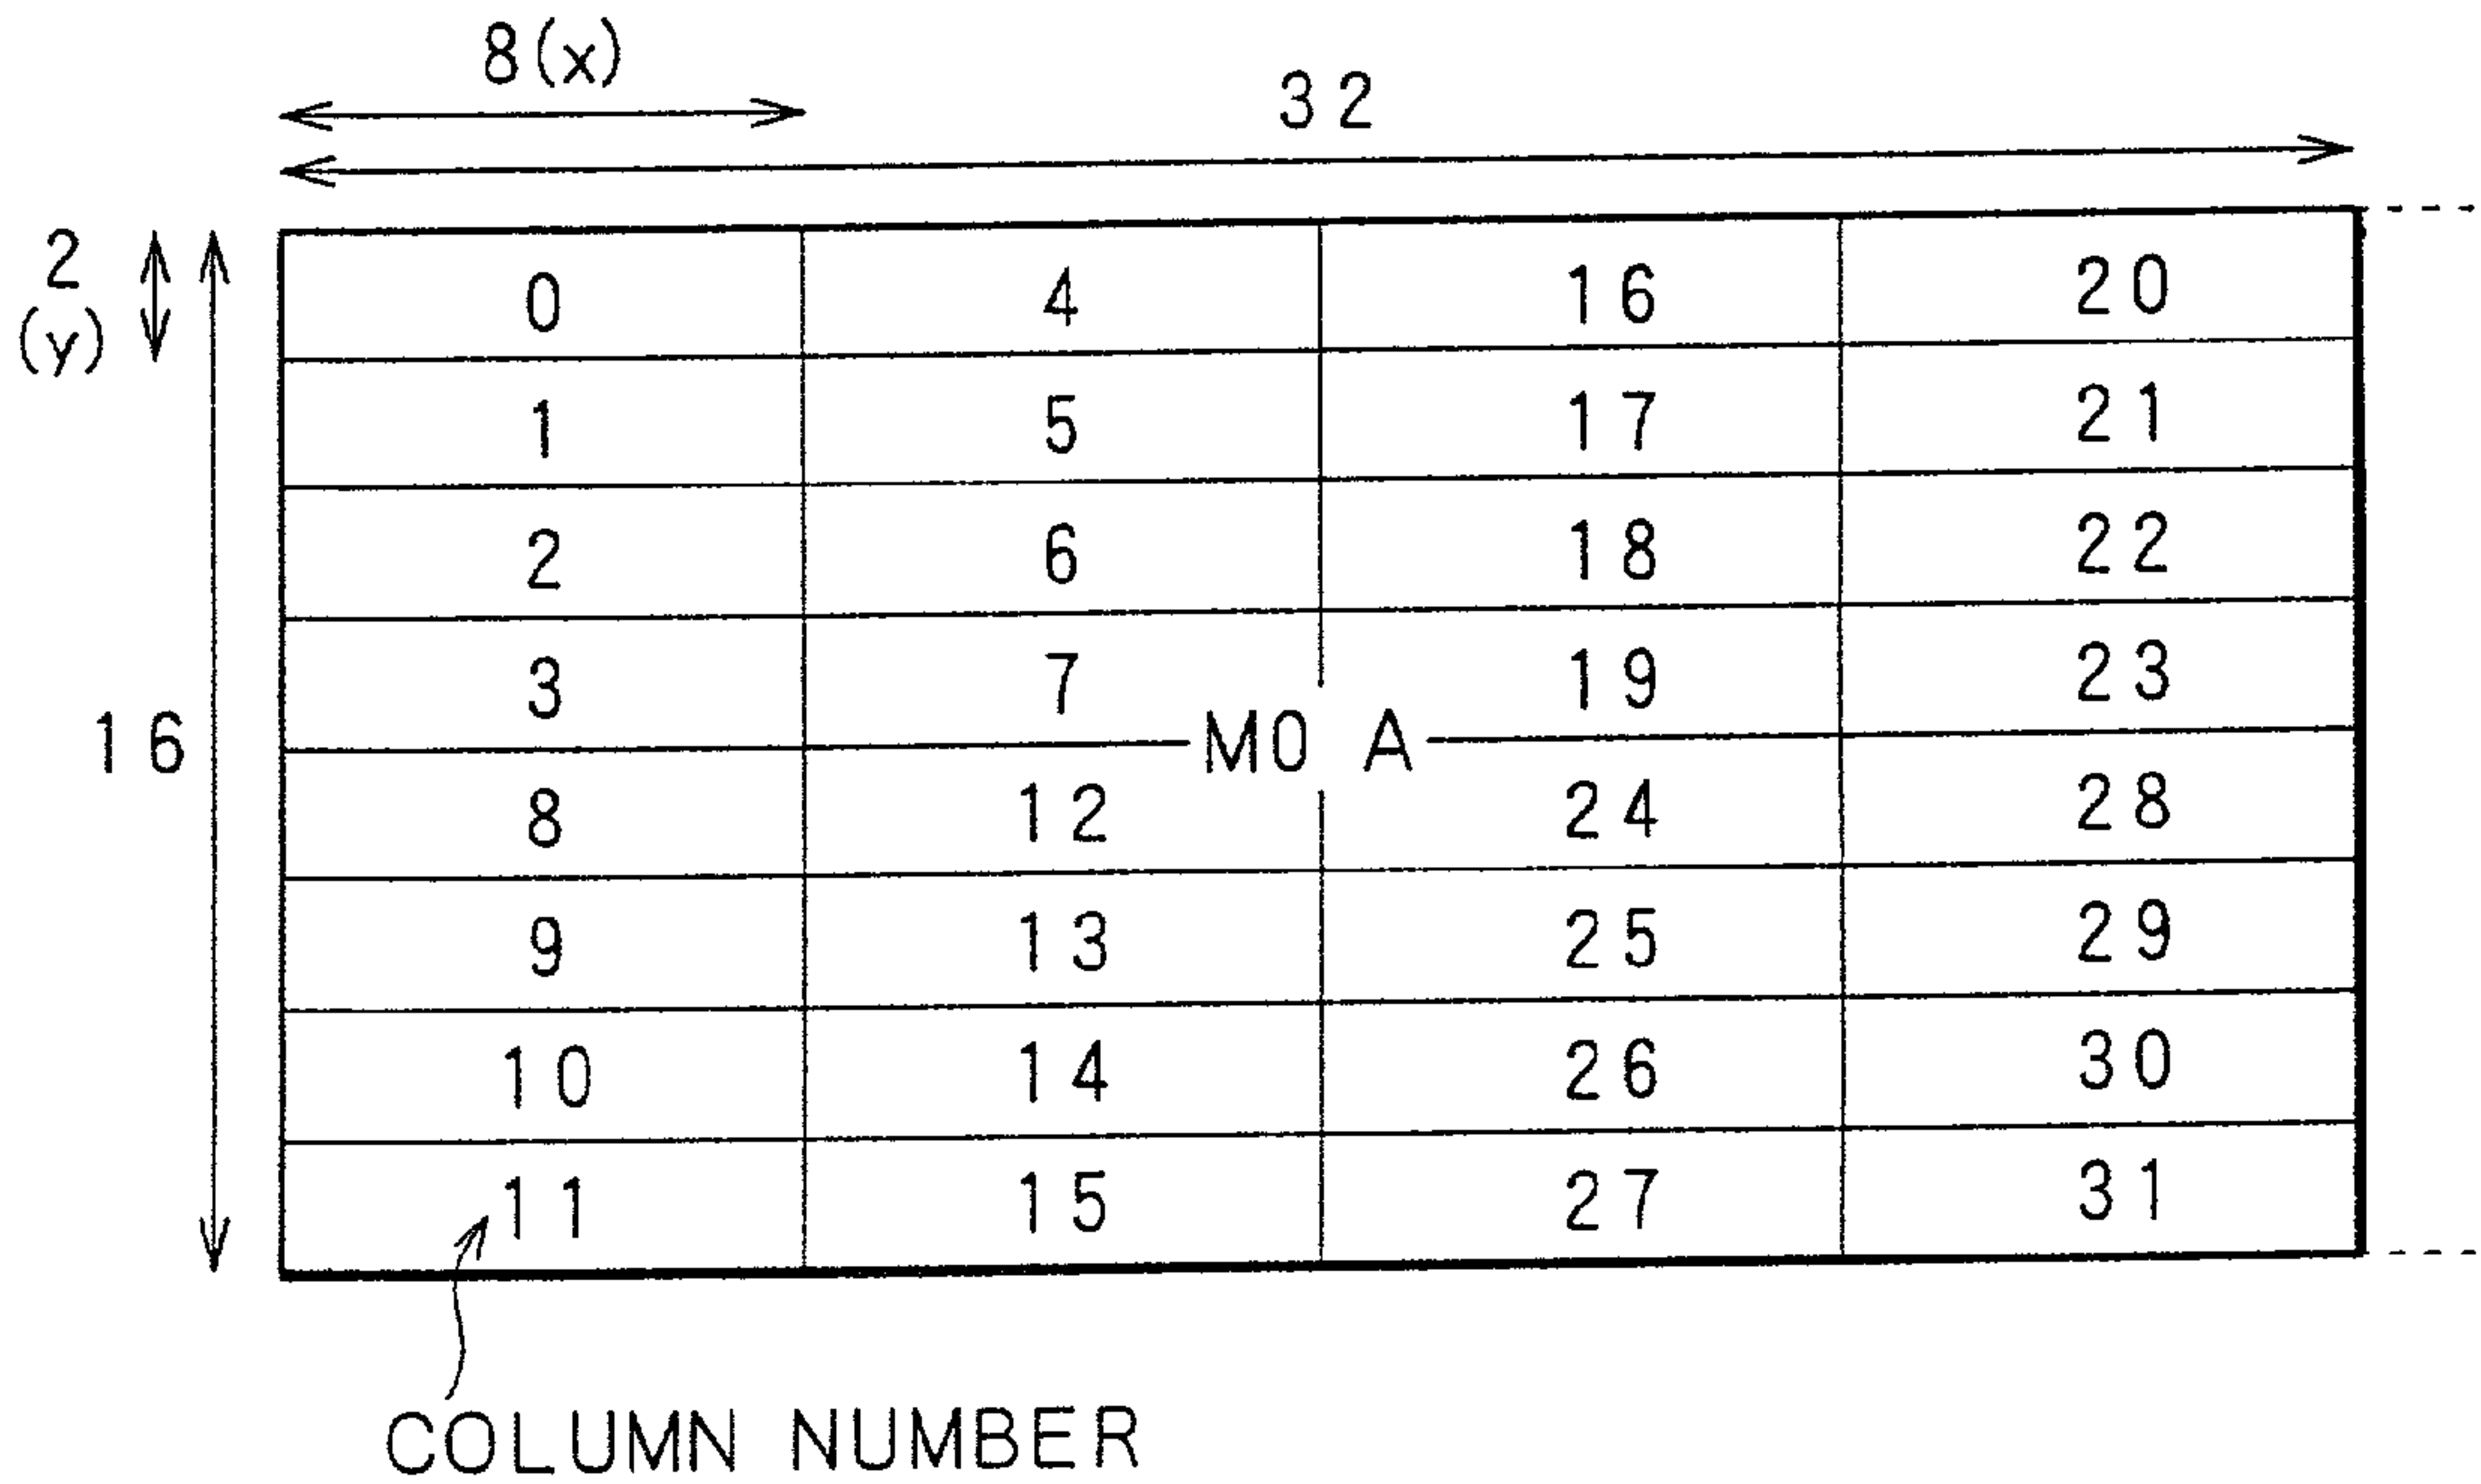 8(x)
32
2
(y)
16
0 4 16 20
1 5 17 21
2 6 18 22
3 7 19 23
M0 A
8 12 24 28
9 13 25 29
10 14 26 30
11 15 27 31
COLUMN NUMBER